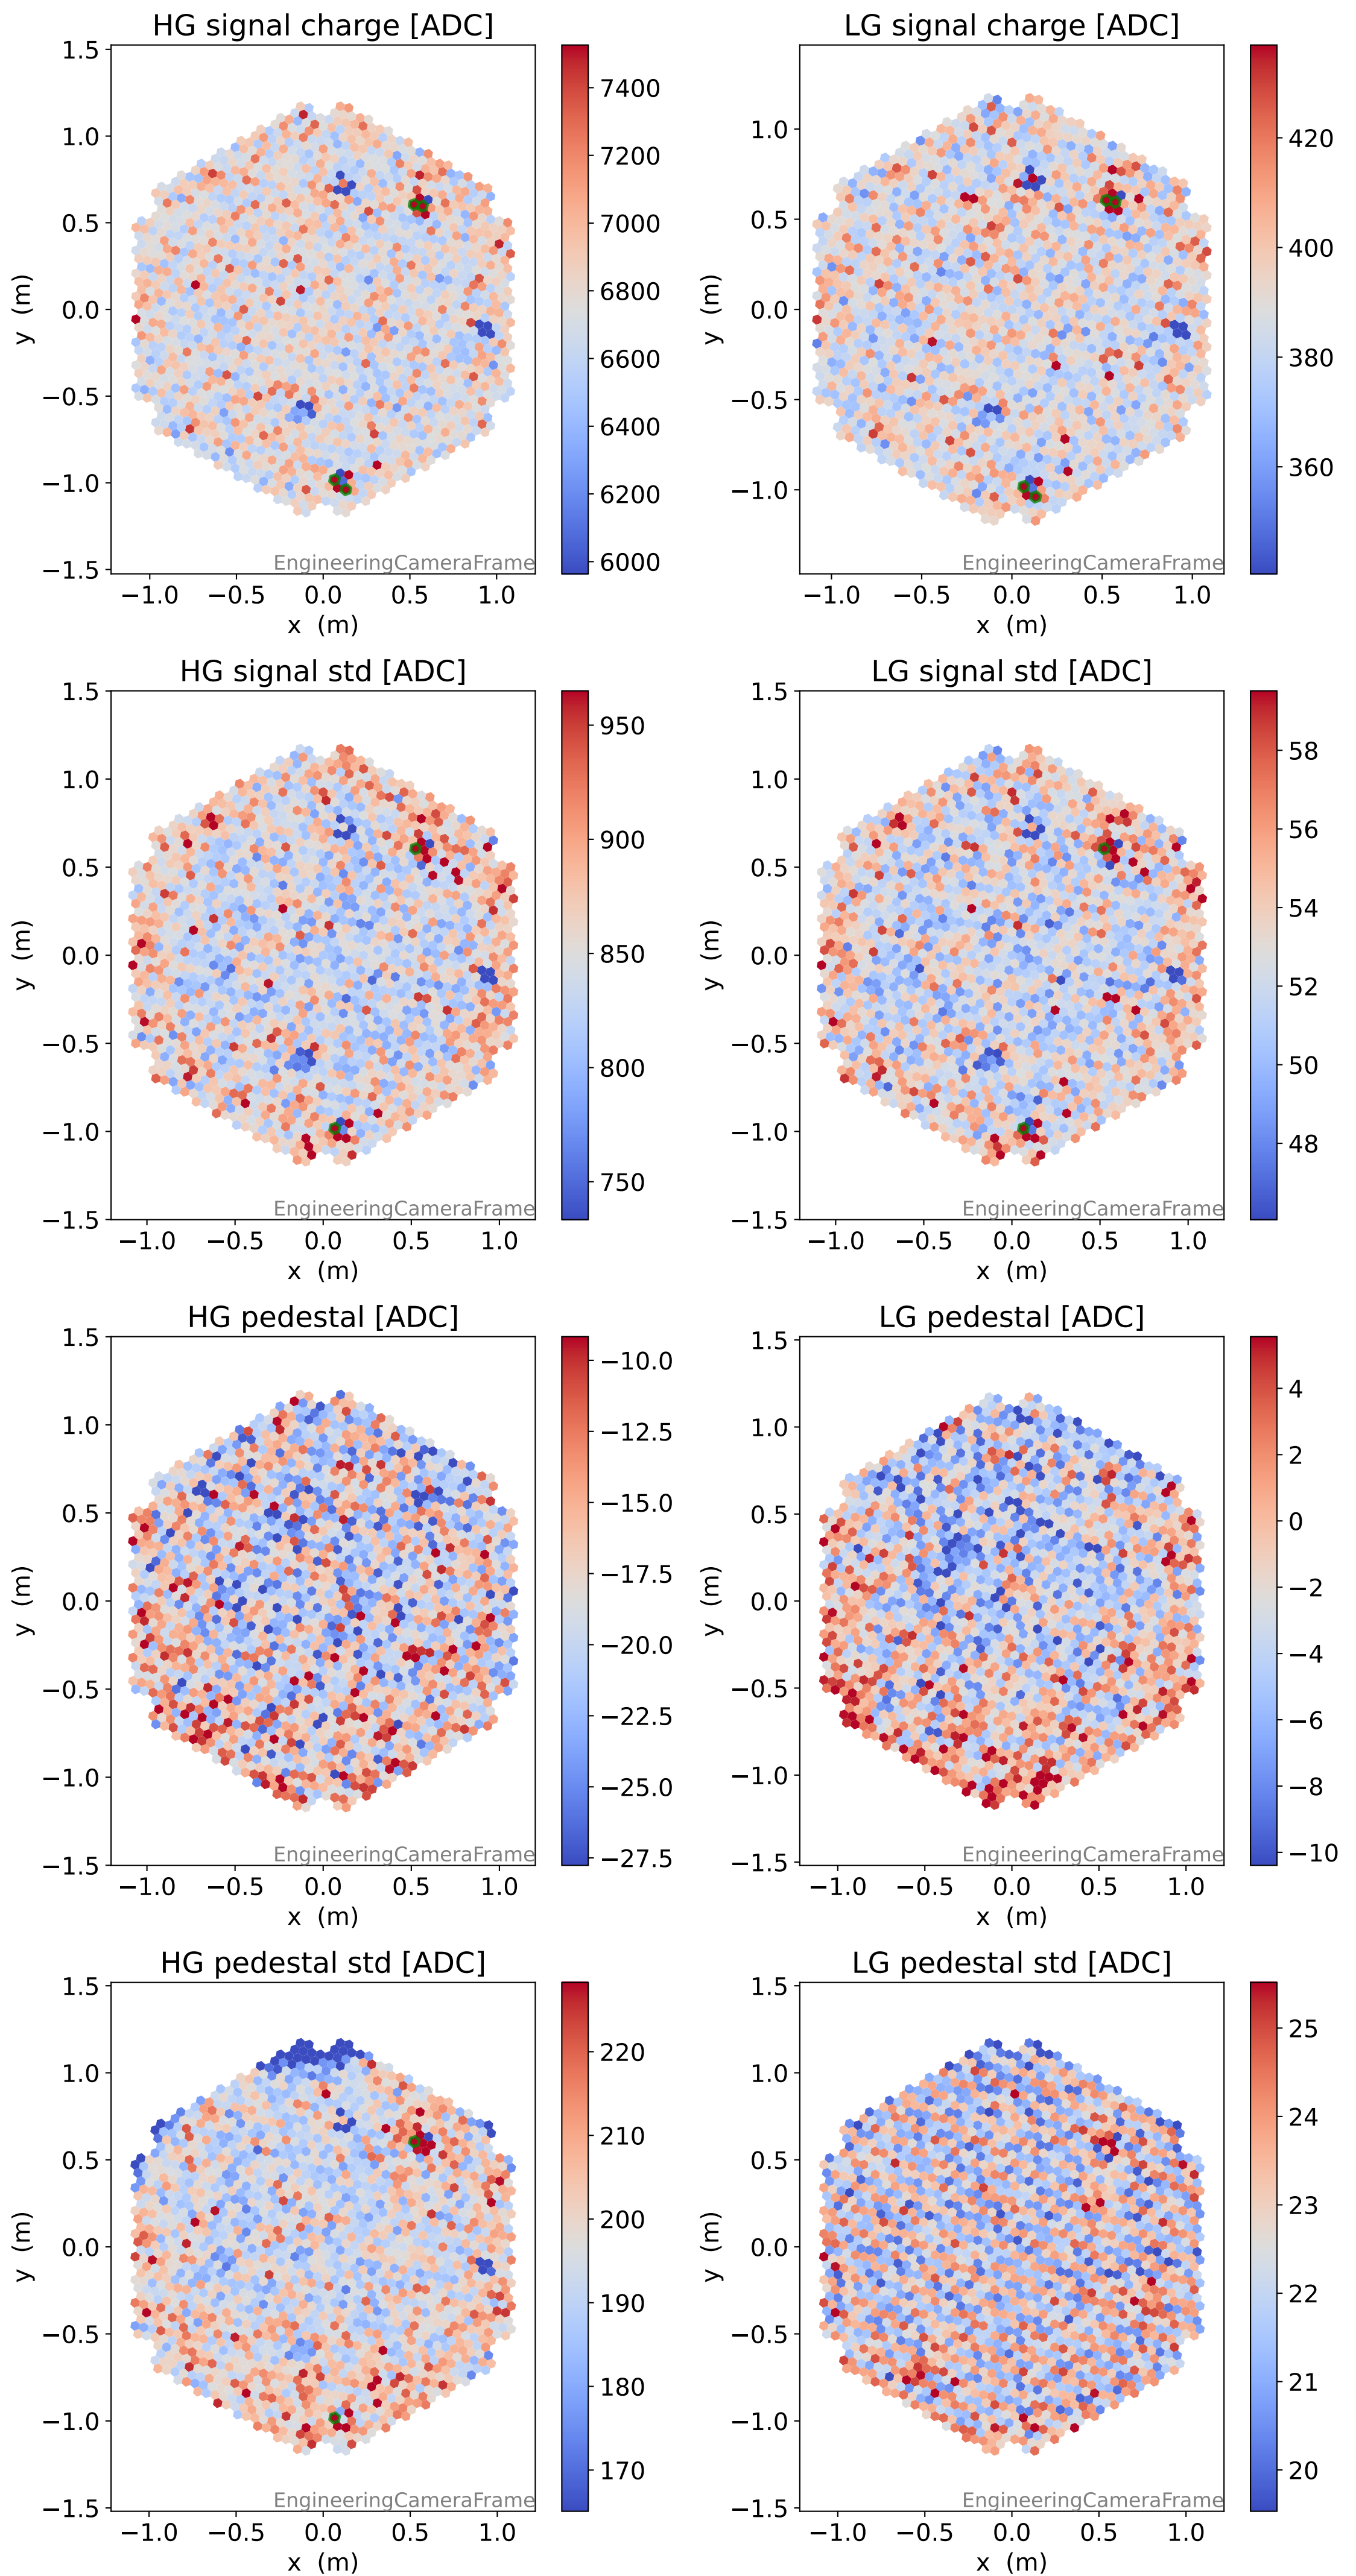 HG signal charge [ADC]
LG signal charge [ADC]
1.5
1.0
0.5
0.0
−0.5
−1.0
−1.5
y (m)
−1.0 −0.5 0.0 0.5 1.0
x (m)
EngineeringCameraFrame
7400
7200
7000
6800
6600
6400
6200
6000
1.0
0.5
0.0
−0.5
−1.0
y (m)
−1.0 −0.5 0.0 0.5 1.0
x (m)
EngineeringCameraFrame
420
400
380
360
HG signal std [ADC]
LG signal std [ADC]
1.5
1.0
0.5
0.0
−0.5
−1.0
−1.5
y (m)
−1.0 −0.5 0.0 0.5 1.0
x (m)
EngineeringCameraFrame
950
900
850
800
750
1.5
1.0
0.5
0.0
−0.5
−1.0
−1.5
y (m)
−1.0 −0.5 0.0 0.5 1.0
x (m)
EngineeringCameraFrame
58
56
54
52
50
48
HG pedestal [ADC]
LG pedestal [ADC]
1.5
1.0
0.5
0.0
−0.5
−1.0
−1.5
y (m)
−1.0 −0.5 0.0 0.5 1.0
x (m)
EngineeringCameraFrame
−10.0
−12.5
−15.0
−17.5
−20.0
−22.5
−25.0
−27.5
1.5
1.0
0.5
0.0
−0.5
−1.0
−1.5
y (m)
−1.0 −0.5 0.0 0.5 1.0
x (m)
EngineeringCameraFrame
4
2
0
−2
−4
−6
−8
−10
HG pedestal std [ADC]
LG pedestal std [ADC]
1.5
1.0
0.5
0.0
−0.5
−1.0
−1.5
y (m)
−1.0 −0.5 0.0 0.5 1.0
x (m)
EngineeringCameraFrame
220
210
200
190
180
170
1.5
1.0
0.5
0.0
−0.5
−1.0
−1.5
y (m)
−1.0 −0.5 0.0 0.5 1.0
x (m)
EngineeringCameraFrame
25
24
23
22
21
20